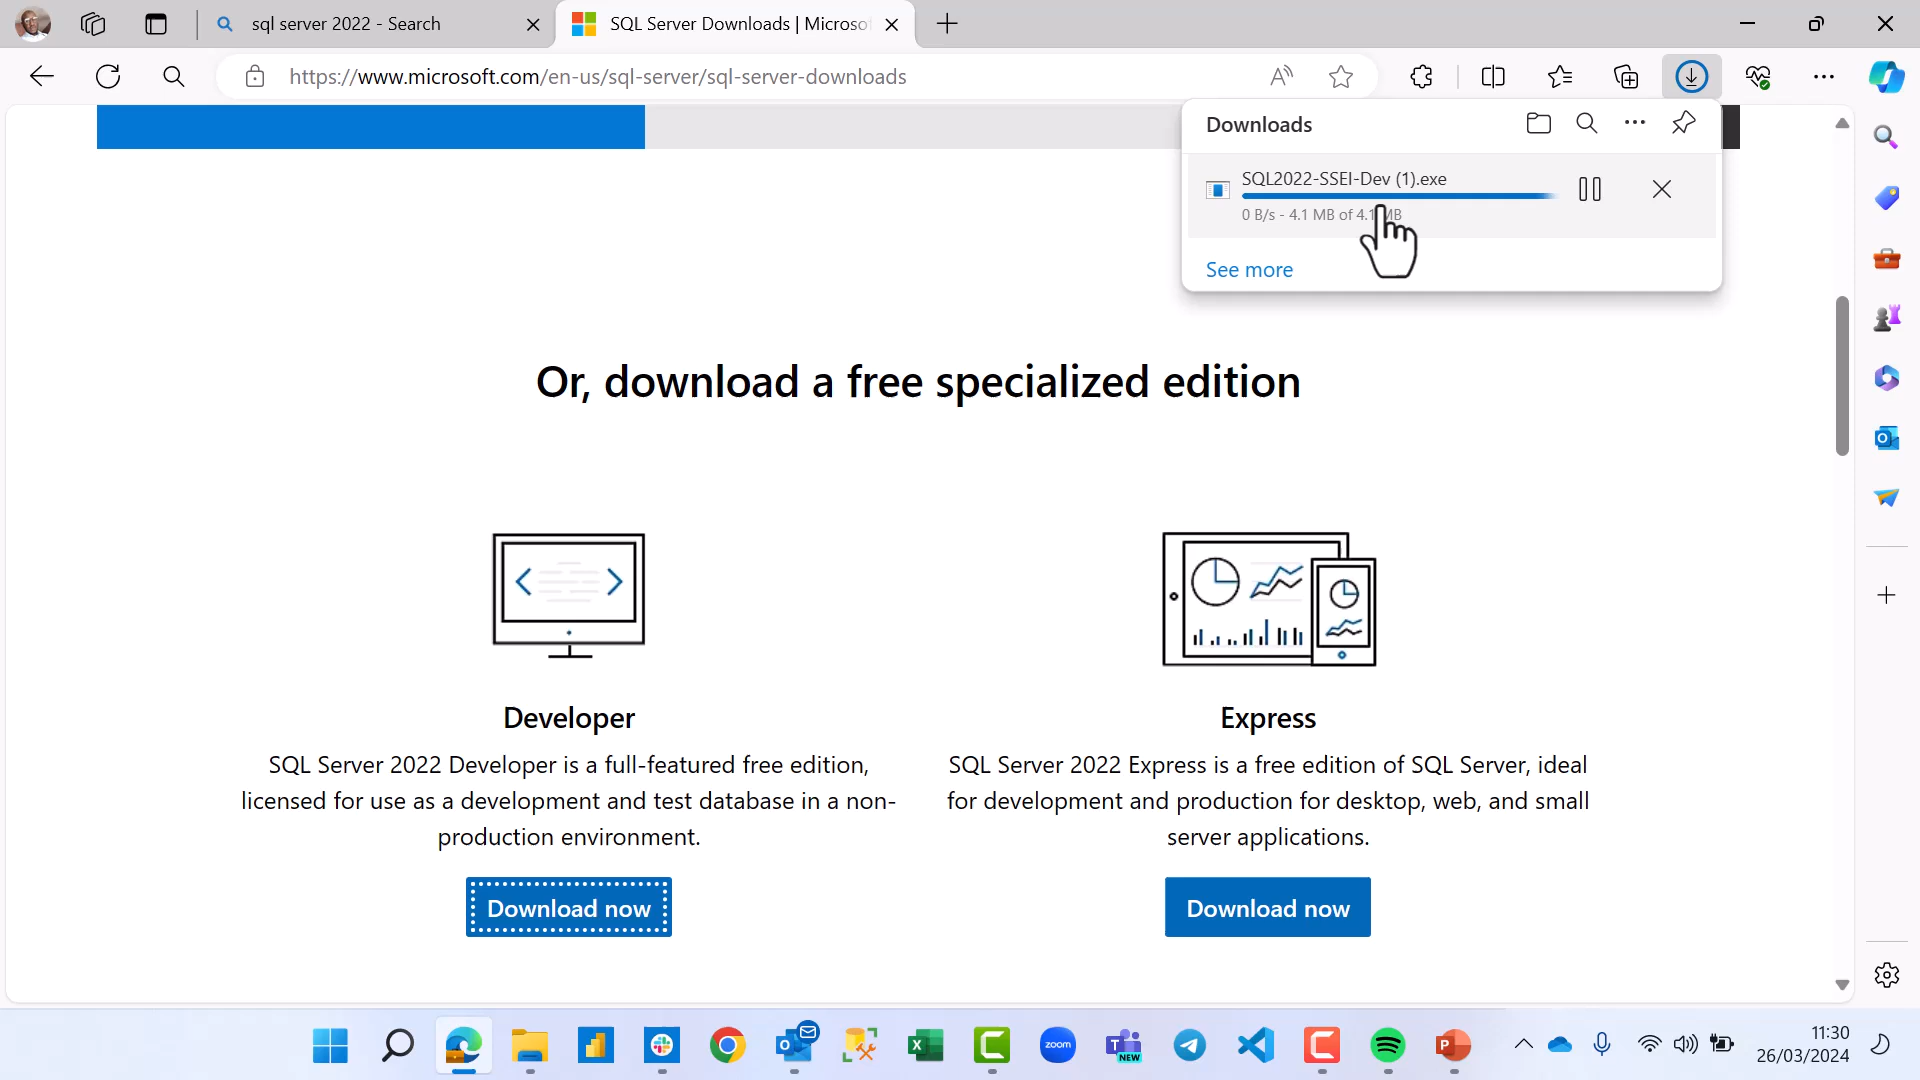 sql server 2022 - Search
SQL Server Downloads | Microso
https://www.microsoft.com/en-us/sql-server/sql-server-downloads
Downloads
SQL2022-SSEI-Dev (1).exe
0 B/s - 4.1 MB of 4.1 MB
See more
Or, download a free specialized edition
Developer
SQL Server 2022 Developer is a full-featured free edition,
licensed for use as a development and test database in a non-
production environment.
Download now
Express
SQL Server 2022 Express is a free edition of SQL Server, ideal
for development and production for desktop, web, and small
server applications.
Download now
zoom
NEW
11:30
26/03/2024